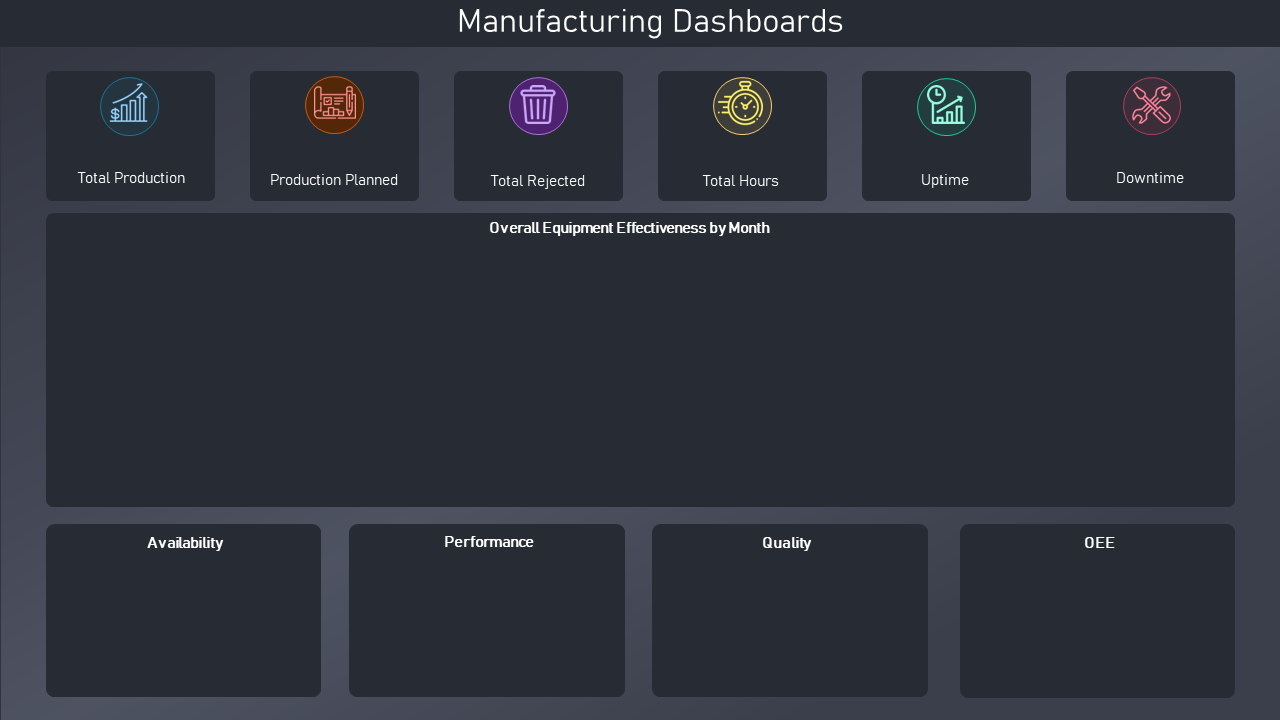 Manufacturing Dashboards
Total Production
Production Planned
Total Rejected
Total Hours
Uptime
Downtime
Overall Equipment Effectiveness by Month
Availability
Performance
Quality
OEE